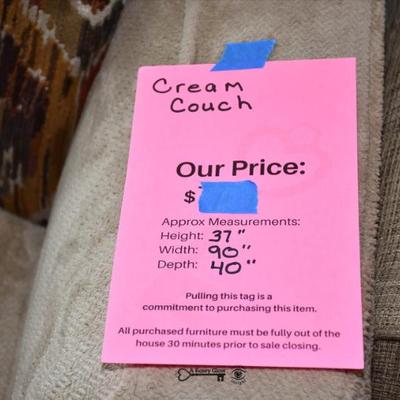 Cream
Couch
Our Price:
$
Approx Measurements:
Height: 37"
Width: 90"
Depth: 40"
Pulling this tag is a
commitment to purchasing this item.
All purchased furniture must be fully out of the
house 30 minutes prior to sale closing.